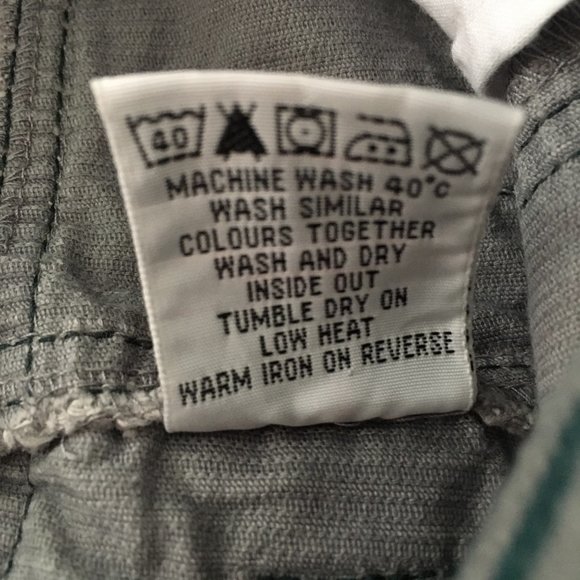 40
MACHINE WASH 40°C
WASH SIMILAR
COLOURS TOGETHER
WASH AND DRY
INSIDE OUT
TUMBLE DRY ON
LOW HEAT
WARM IRON ON REVERSE